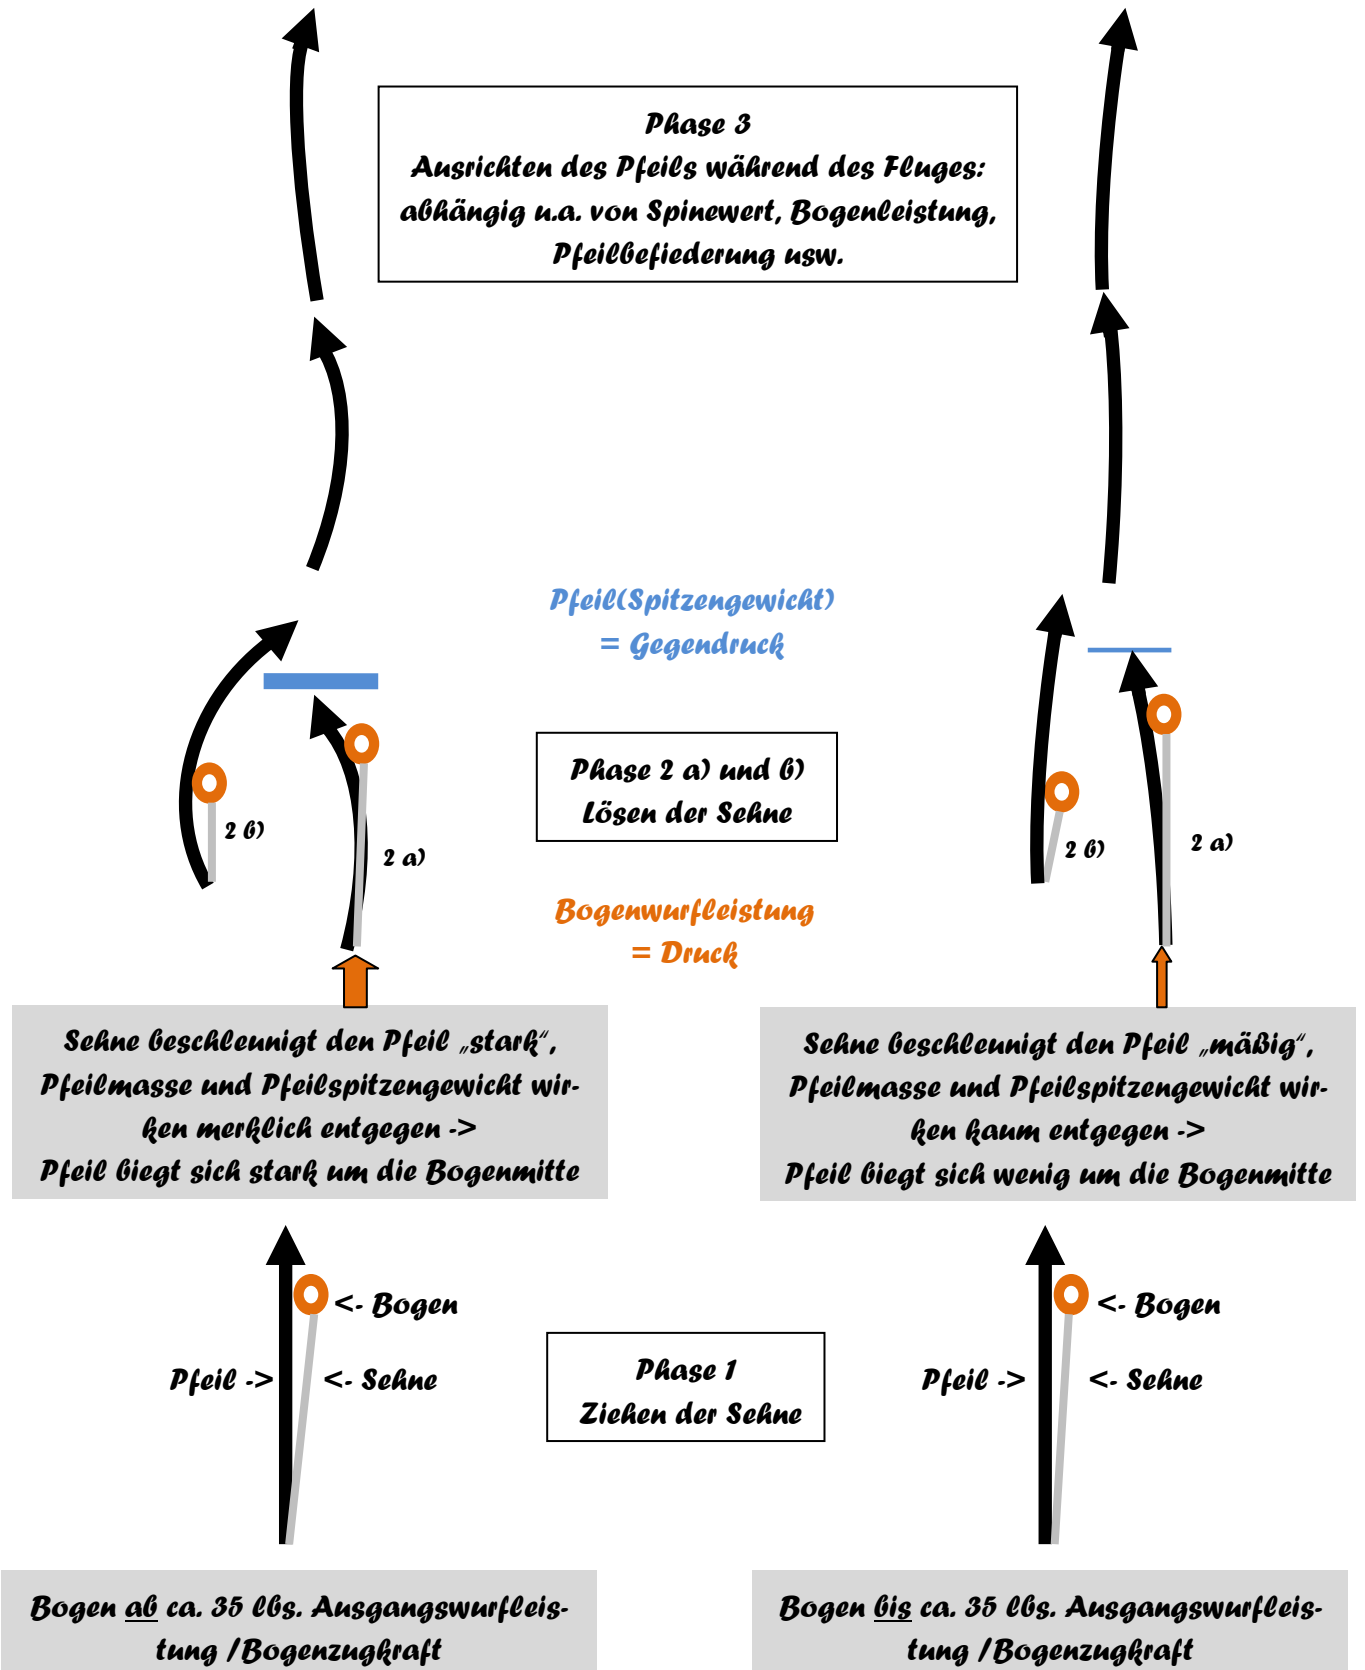 Phase 3
Ausrichten des Pfeils während des Fluges:
abhängig u.a. von Spinewert, Bogenleistung,
Pfeilbefiederung usw.
Pfeil(Spitzengewicht)
= Gegendruck
Phase 2 a) und b)
Lösen der Sehne
2 b)
2 a)
2 b)
2 a)
Bogenwurfleistung
= Druck
Sehne beschleunigt den Pfeil „stark“,
Pfeilmasse und Pfeilspitzengewicht wir-
ken merklich entgegen ->
Pfeil biegt sich stark um die Bogenmitte
Sehne beschleunigt den Pfeil „mäßig“,
Pfeilmasse und Pfeilspitzengewicht wir-
ken kaum entgegen ->
Pfeil biegt sich wenig um die Bogenmitte
<- Bogen
Pfeil ->
<- Sehne
Phase 1
Ziehen der Sehne
<- Bogen
Pfeil ->
<- Sehne
Bogen ab ca. 35 lbs. Ausgangswurfleis-
tung /Bogenzugkraft
Bogen bis ca. 35 lbs. Ausgangswurfleis-
tung /Bogenzugkraft